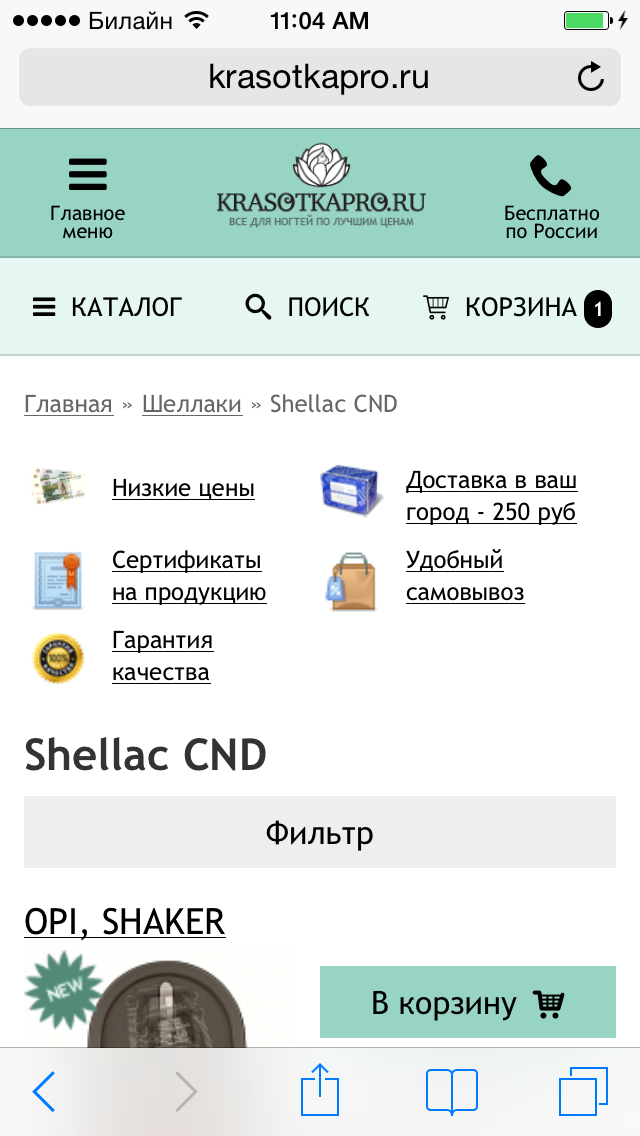 Билайн 11:04 AM
krasotkapro.ru
Главное
меню
KRASOTKAPRO.RU
ВСЕ ДЛЯ НОГТЕЙ ПО ЛУЧШИМ ЦЕНАМ
Бесплатно
по России
КАТАЛОГ ПОИСК КОРЗИНА 1
Главная » Шеллаки » Shellac CND
Низкие цены
Доставка в ваш
город - 250 руб
Сертификаты
на продукцию
Удобный
самовывоз
100%
Гарантия
качества
Shellac CND
Фильтр
OPI, SHAKER
NEW
В корзину